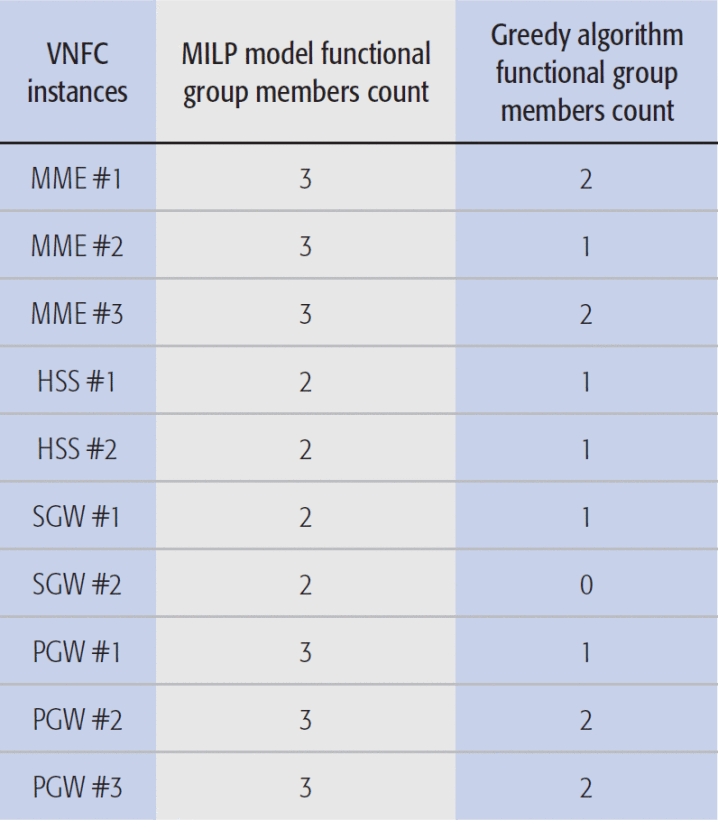 VNFC
instances
MILP model functional
group members count
Greedy algorithm
functional group
members count
MME #1 3 2
MME #2 3 1
MME #3 3 2
HSS #1 2 1
HSS #2 2 1
SGW #1 2 1
SGW #2 2 0
PGW #1 3 1
PGW #2 3 2
PGW #3 3 2